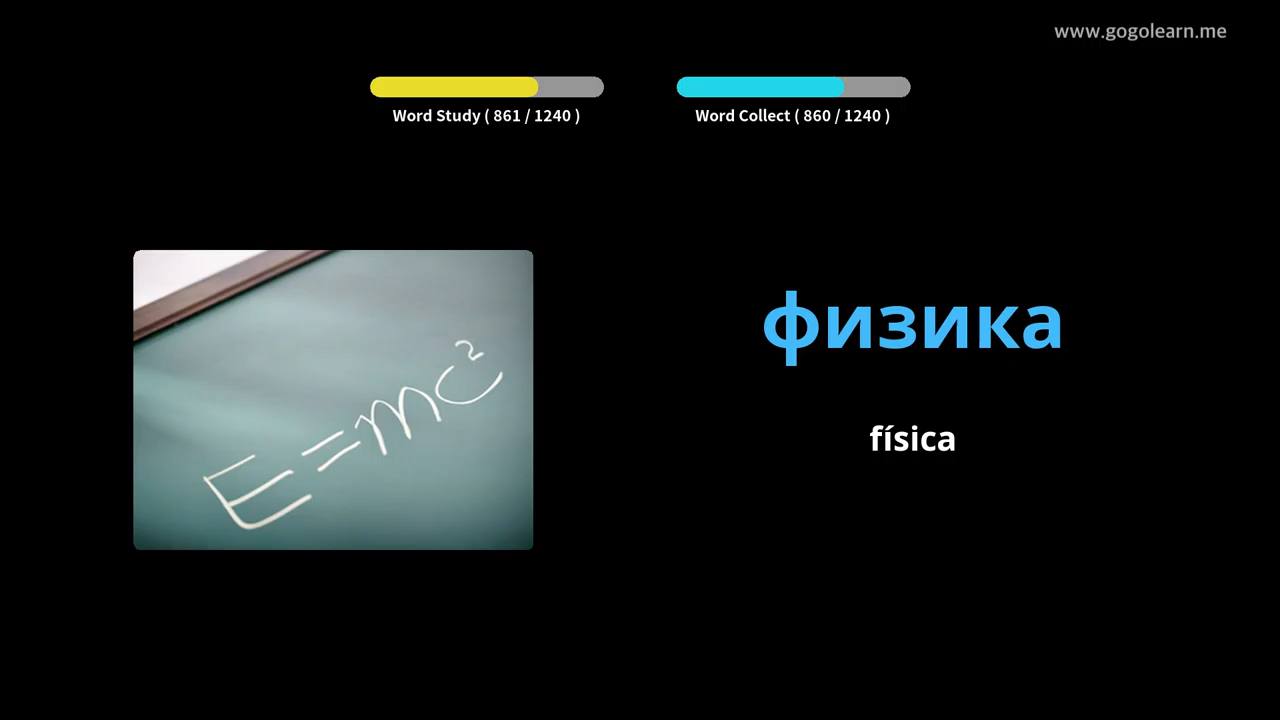 www.gogolearn.me
Word Study ( 861 / 1240 )
Word Collect ( 860 / 1240 )
E=mc²
физика
física